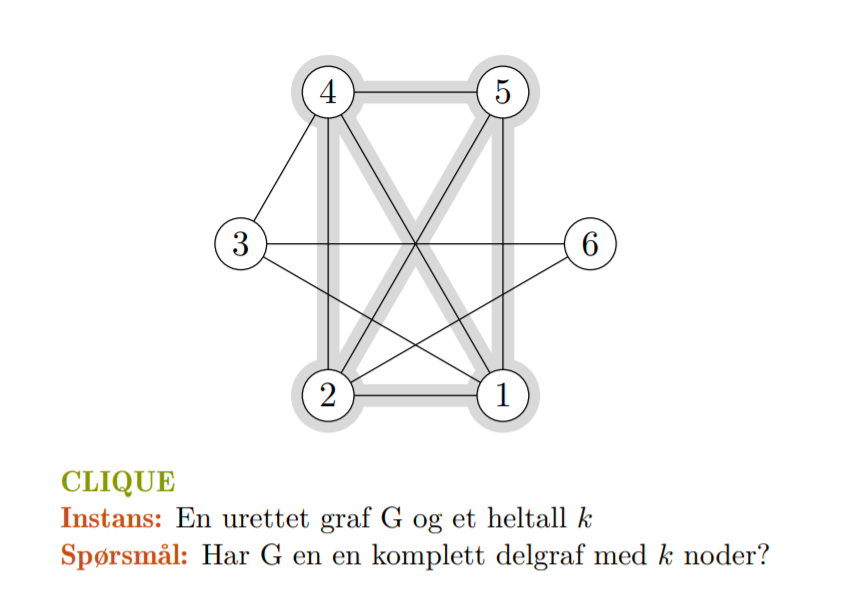 4 5
3 6
2 1
CLIQUE
Instans: En urettet graf G og et heltall k
Spørsmål: Har G en en komplett delgraf med k noder?